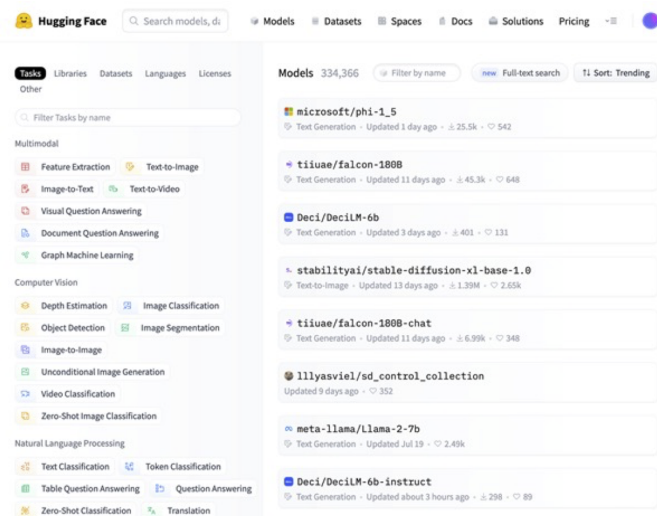 Hugging Face
Search models, da
Models
Datasets
Spaces
Docs
Solutions
Pricing
Tasks Libraries Datasets Languages Licenses
Other
Filter Tasks by name
Multimodal
Feature Extraction Text-to-Image
Image-to-Text Text-to-Video
Visual Question Answering
Document Question Answering
Graph Machine Learning
Computer Vision
Depth Estimation Image Classification
Object Detection Image Segmentation
Image-to-Image
Unconditional Image Generation
Video Classification
Zero-Shot Image Classification
Natural Language Processing
Text Classification Token Classification
Table Question Answering Question Answering
Zero-Shot Classification Translation
Models 334,366 Filter by name new Full-text search Sort: Trending
microsoft/phi-1_5
Text Generation • Updated 1 day ago • 25.5k • 542
tiiuae/falcon-180B
Text Generation • Updated 11 days ago • 45.3k • 648
Deci/DeciLM-6b
Text Generation • Updated 3 days ago • 401 • 131
stabilityai/stable-diffusion-xl-base-1.0
Text-to-Image • Updated 13 days ago • 1.39M • 2.65k
tiiuae/falcon-180B-chat
Text Generation • Updated 11 days ago • 6.99k • 348
lllyasviel/sd_control_collection
Updated 9 days ago • 352
meta-llama/Llama-2-7b
Text Generation • Updated Jul 19 • 2.49k
Deci/DeciLM-6b-instruct
Text Generation • Updated about 3 hours ago • 298 • 89